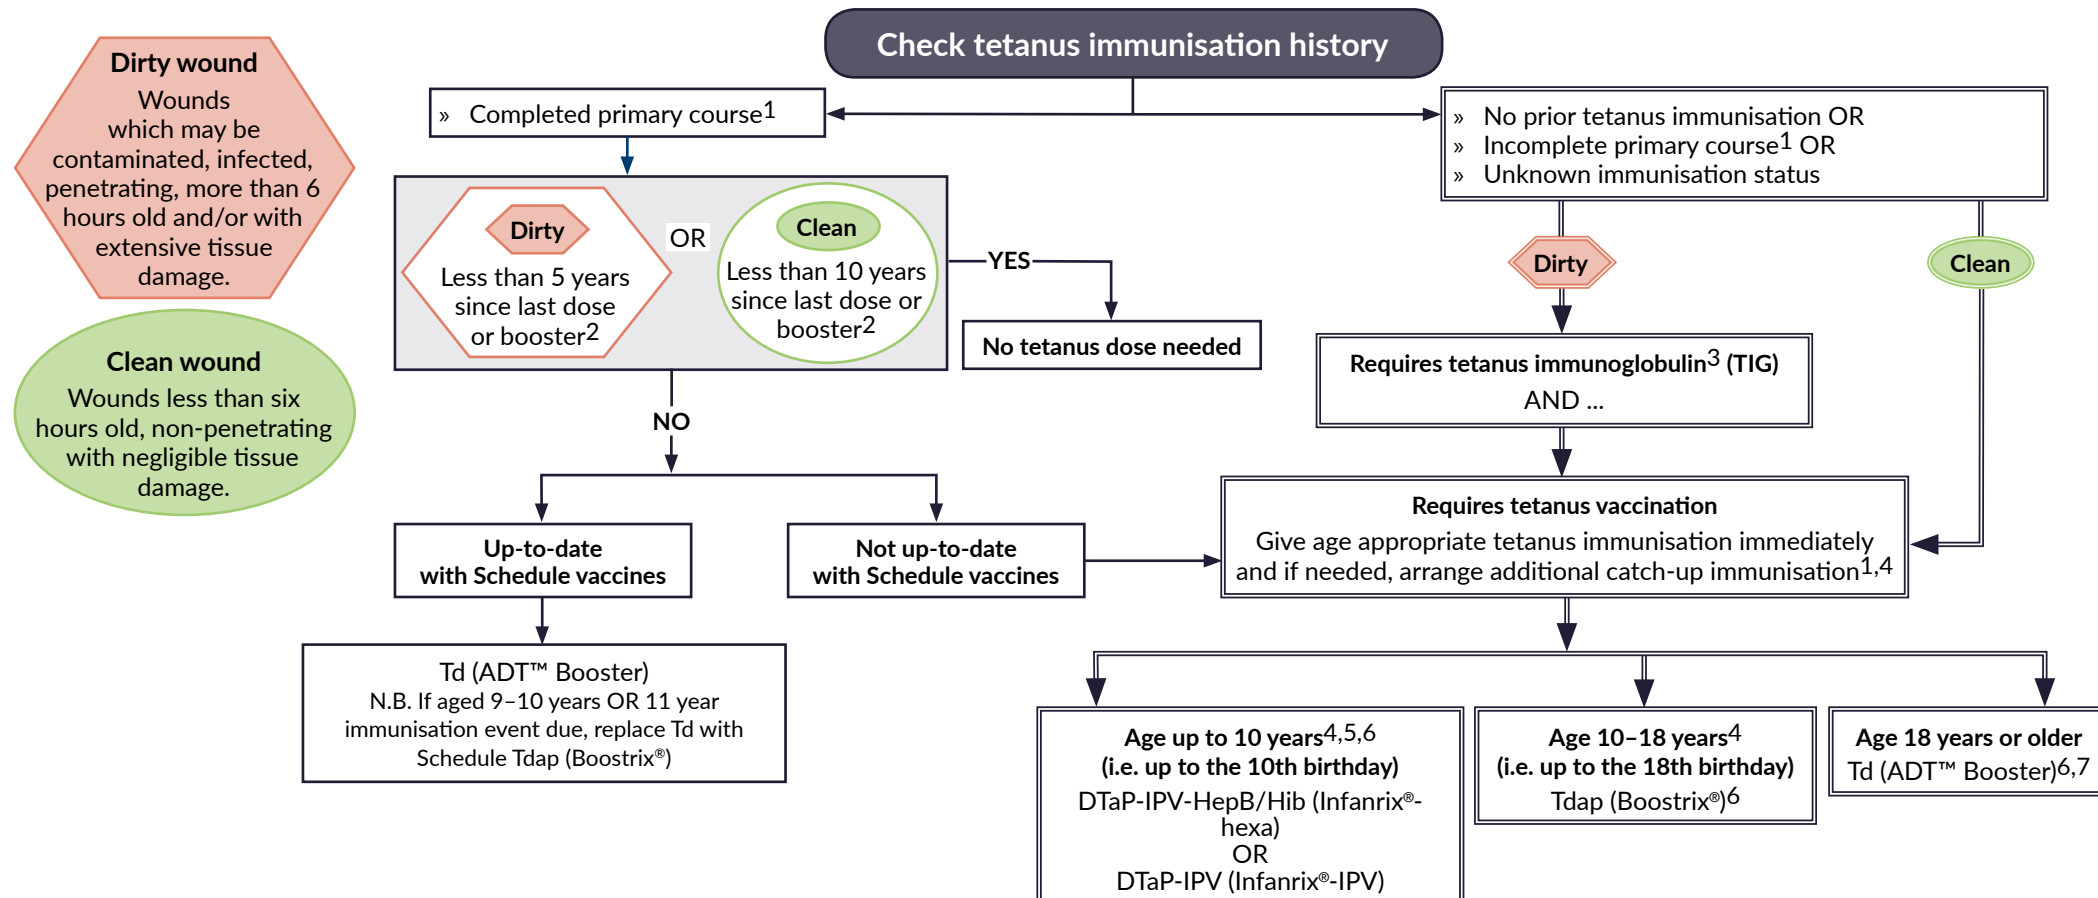 Check tetanus immunisation history
Dirty wound
Wounds
which may be
contaminated, infected,
penetrating, more than 6
hours old and/or with
extensive tissue
damage.
Clean wound
Wounds less than six
hours old, non-penetrating
with negligible tissue
damage.
» Completed primary course1
» No prior tetanus immunisation OR
» Incomplete primary course1 OR
» Unknown immunisation status
Dirty
Less than 5 years
since last dose
or booster2
OR
Clean
Less than 10 years
since last dose or
booster2
YES
No tetanus dose needed
NO
Dirty
Clean
Requires tetanus immunoglobulin3 (TIG)
AND ...
Up-to-date
with Schedule vaccines
Not up-to-date
with Schedule vaccines
Requires tetanus vaccination
Give age appropriate tetanus immunisation immediately
and if needed, arrange additional catch-up immunisation1,4
Td (ADT™ Booster)
N.B. If aged 9–10 years OR 11 year
immunisation event due, replace Td with
Schedule Tdap (Boostrix®)
Age up to 10 years4,5,6
(i.e. up to the 10th birthday)
DTaP-IPV-HepB/Hib (Infanrix®-
hexa)
OR
DTaP-IPV (Infanrix®-IPV)
Age 10–18 years4
(i.e. up to the 18th birthday)
Tdap (Boostrix®)6
Age 18 years or older
Td (ADT™ Booster)6,7